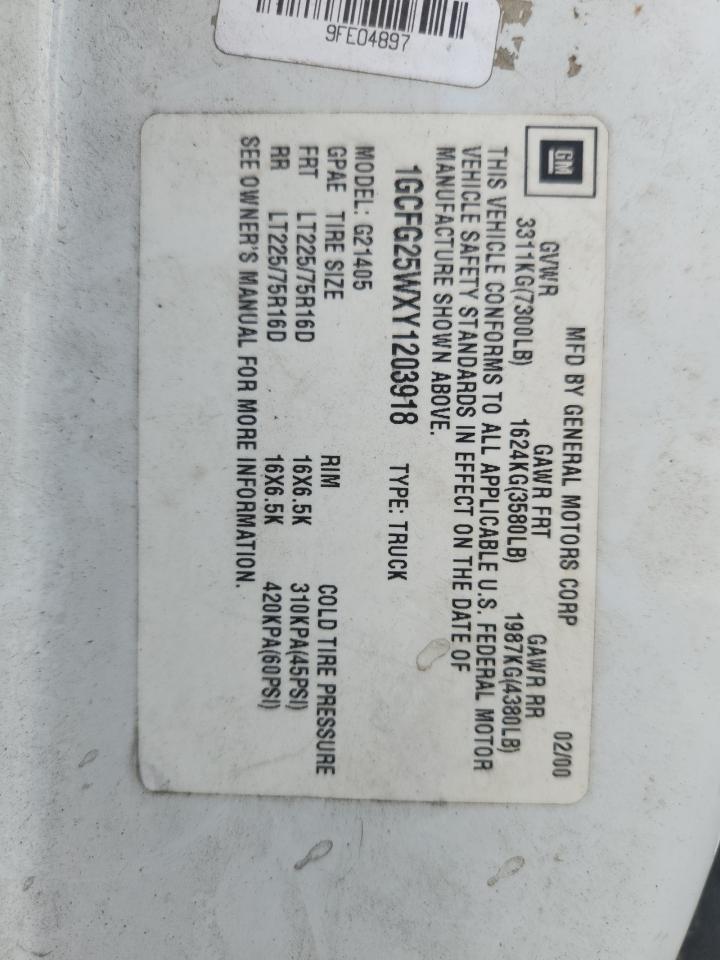 9FE04897
GM
MFD BY GENERAL MOTORS CORP 02/00
GVWR GAWR FRT GAWR RR
3311KG(7300LB) 1624KG(3580LB) 1987KG(4380LB)
THIS VEHICLE CONFORMS TO ALL APPLICABLE U.S. FEDERAL MOTOR
VEHICLE SAFETY STANDARDS IN EFFECT ON THE DATE OF
MANUFACTURE SHOWN ABOVE.
1GCFG25WXY1203918 TYPE: TRUCK
MODEL: G21405
GPAE TIRE SIZE RIM COLD TIRE PRESSURE
FRT LT225/75R16D 16X6.5K 310KPA(45PSI)
RR LT225/75R16D 16X6.5K 420KPA(60PSI)
SEE OWNER'S MANUAL FOR MORE INFORMATION.